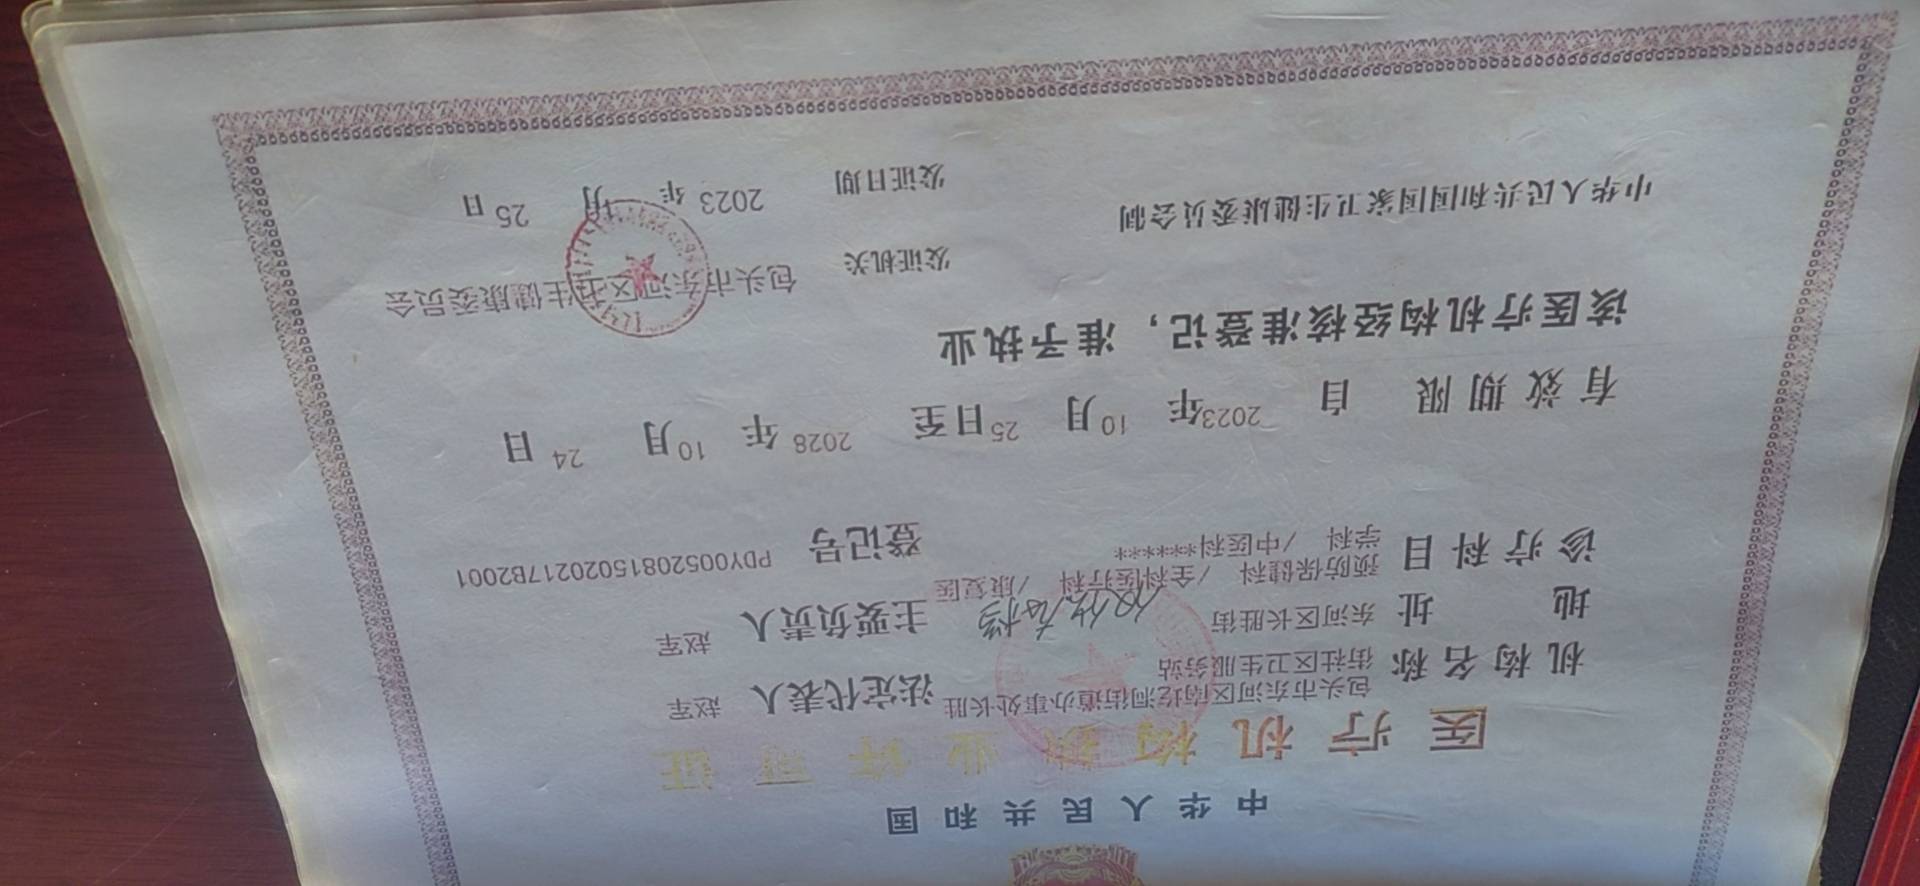 中华人民共和国
医疗机构执业许可证
机构名称 包头市东河区南圪洞街道办事处长胜街社区卫生服务站
法定代表人 赵军
地址 东河区长胜街
主要负责人 赵军
诊疗科目 预防保健科 /全科医疗科 /康复医学科 /中医科******
登记号 PDY00520815020217B2001
有效期限 自 2023年 10月 25日至 2028年 10月 24日
该医疗机构经核准登记，准予执业
发证机关 包头市东河区卫生健康委员会
中华人民共和国国家卫生健康委员会制
发证日期 2023年 月 25日